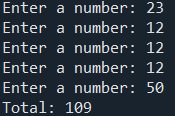 Enter a number: 23
Enter a number: 12
Enter a number: 12
Enter a number: 12
Enter a number: 50
Total: 109